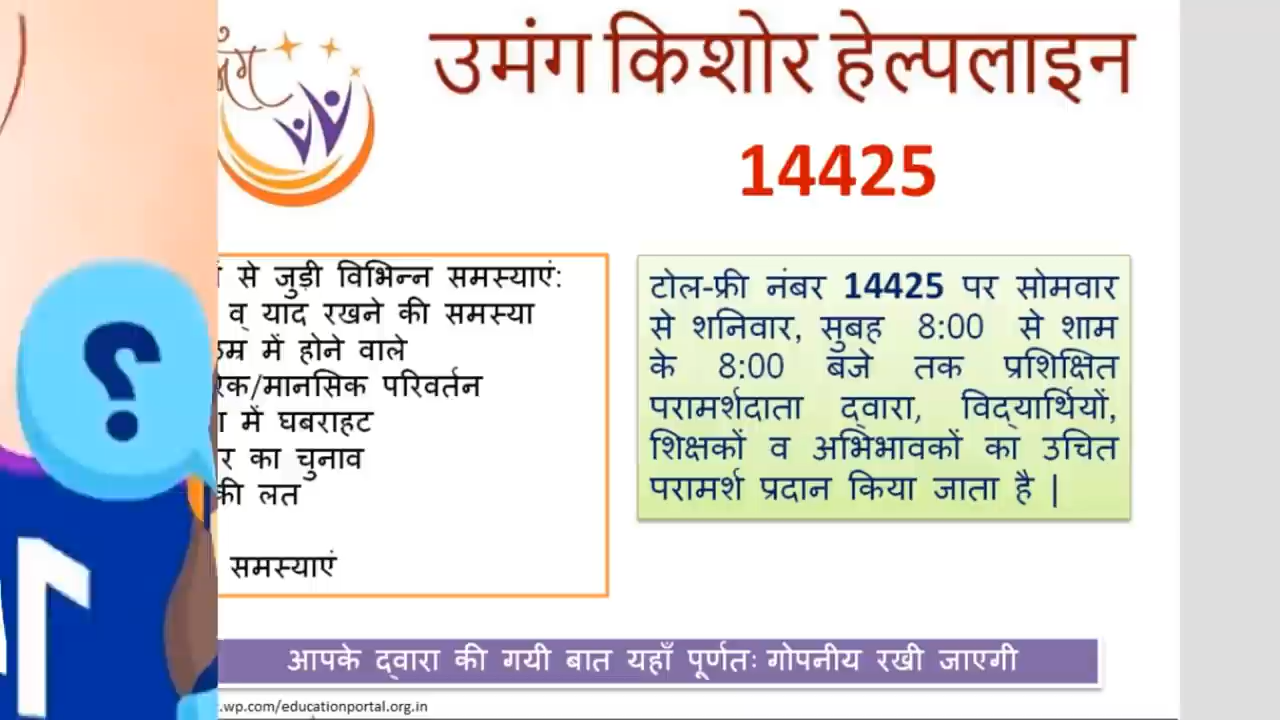 उमंग किशोर हेल्पलाइन
14425
से जुड़ी विभिन्न समस्याएं:
व याद रखने की समस्या
उम्र में होने वाले
/मानसिक परिवर्तन
में घबराहट
का चुनाव
की लत
समस्याएं
टोल-फ्री नंबर 14425 पर सोमवार
से शनिवार, सुबह 8:00 से शाम
के 8:00 बजे तक प्रशिक्षित
परामर्शदाता द्वारा, विद्यार्थियों,
शिक्षकों व अभिभावकों का उचित
परामर्श प्रदान किया जाता है |
आपके द्वारा की गयी बात यहाँ पूर्णतः गोपनीय रखी जाएगी
.wp.com/educationportal.org.in